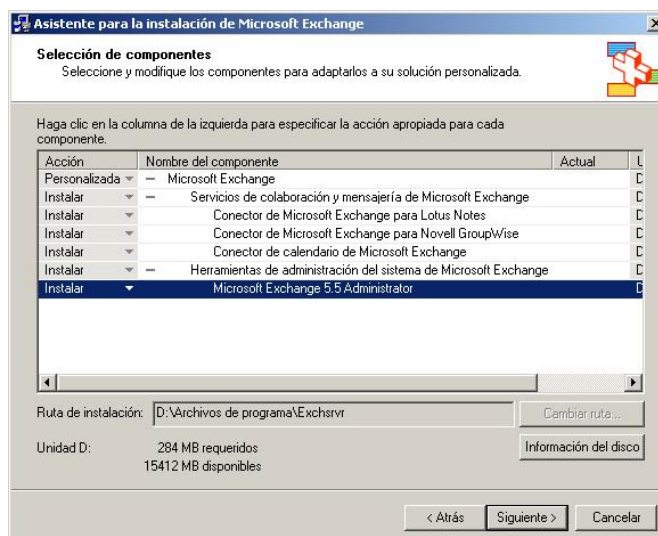 Asistente para la instalación de Microsoft Exchange
Selección de componentes
Seleccione y modifique los componentes para adaptarlos a su solución personalizada.
Haga clic en la columna de la izquierda para especificar la acción apropiada para cada
componente.
Acción Nombre del componente Actual
Personalizada Microsoft Exchange D
Instalar Servicios de colaboración y mensajería de Microsoft Exchange D
Instalar Conector de Microsoft Exchange para Lotus Notes D
Instalar Conector de Microsoft Exchange para Novell GroupWise D
Instalar Conector de calendario de Microsoft Exchange D
Instalar Herramientas de administración del sistema de Microsoft Exchange D
Instalar Microsoft Exchange 5.5 Administrator D
Ruta de instalación: D:\Archivos de programa\Exchsrvr Cambiar ruta...
Unidad D: 284 MB requeridos Información del disco
15412 MB disponibles
< Atrás Siguiente > Cancelar